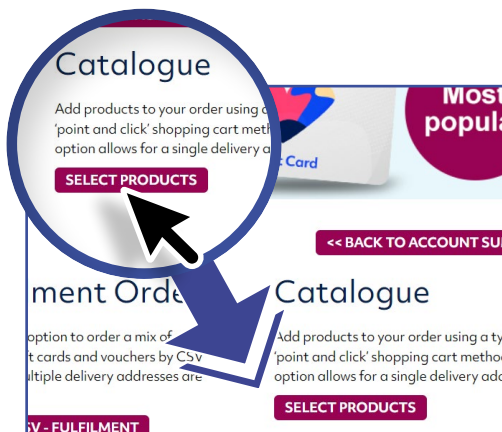 Catalogue
Add products to your order using a
'point and click' shopping cart meth
option allows for a single delivery a
SELECT PRODUCTS
Most
popula
Card
<< BACK TO ACCOUNT SU
ment Orde
option to order a mix of
t cards and vouchers by CSV
ultiple delivery addresses are
SV - FULFILMENT
Catalogue
Add products to your order using a ty
'point and click' shopping cart metho
option allows for a single delivery add
SELECT PRODUCTS